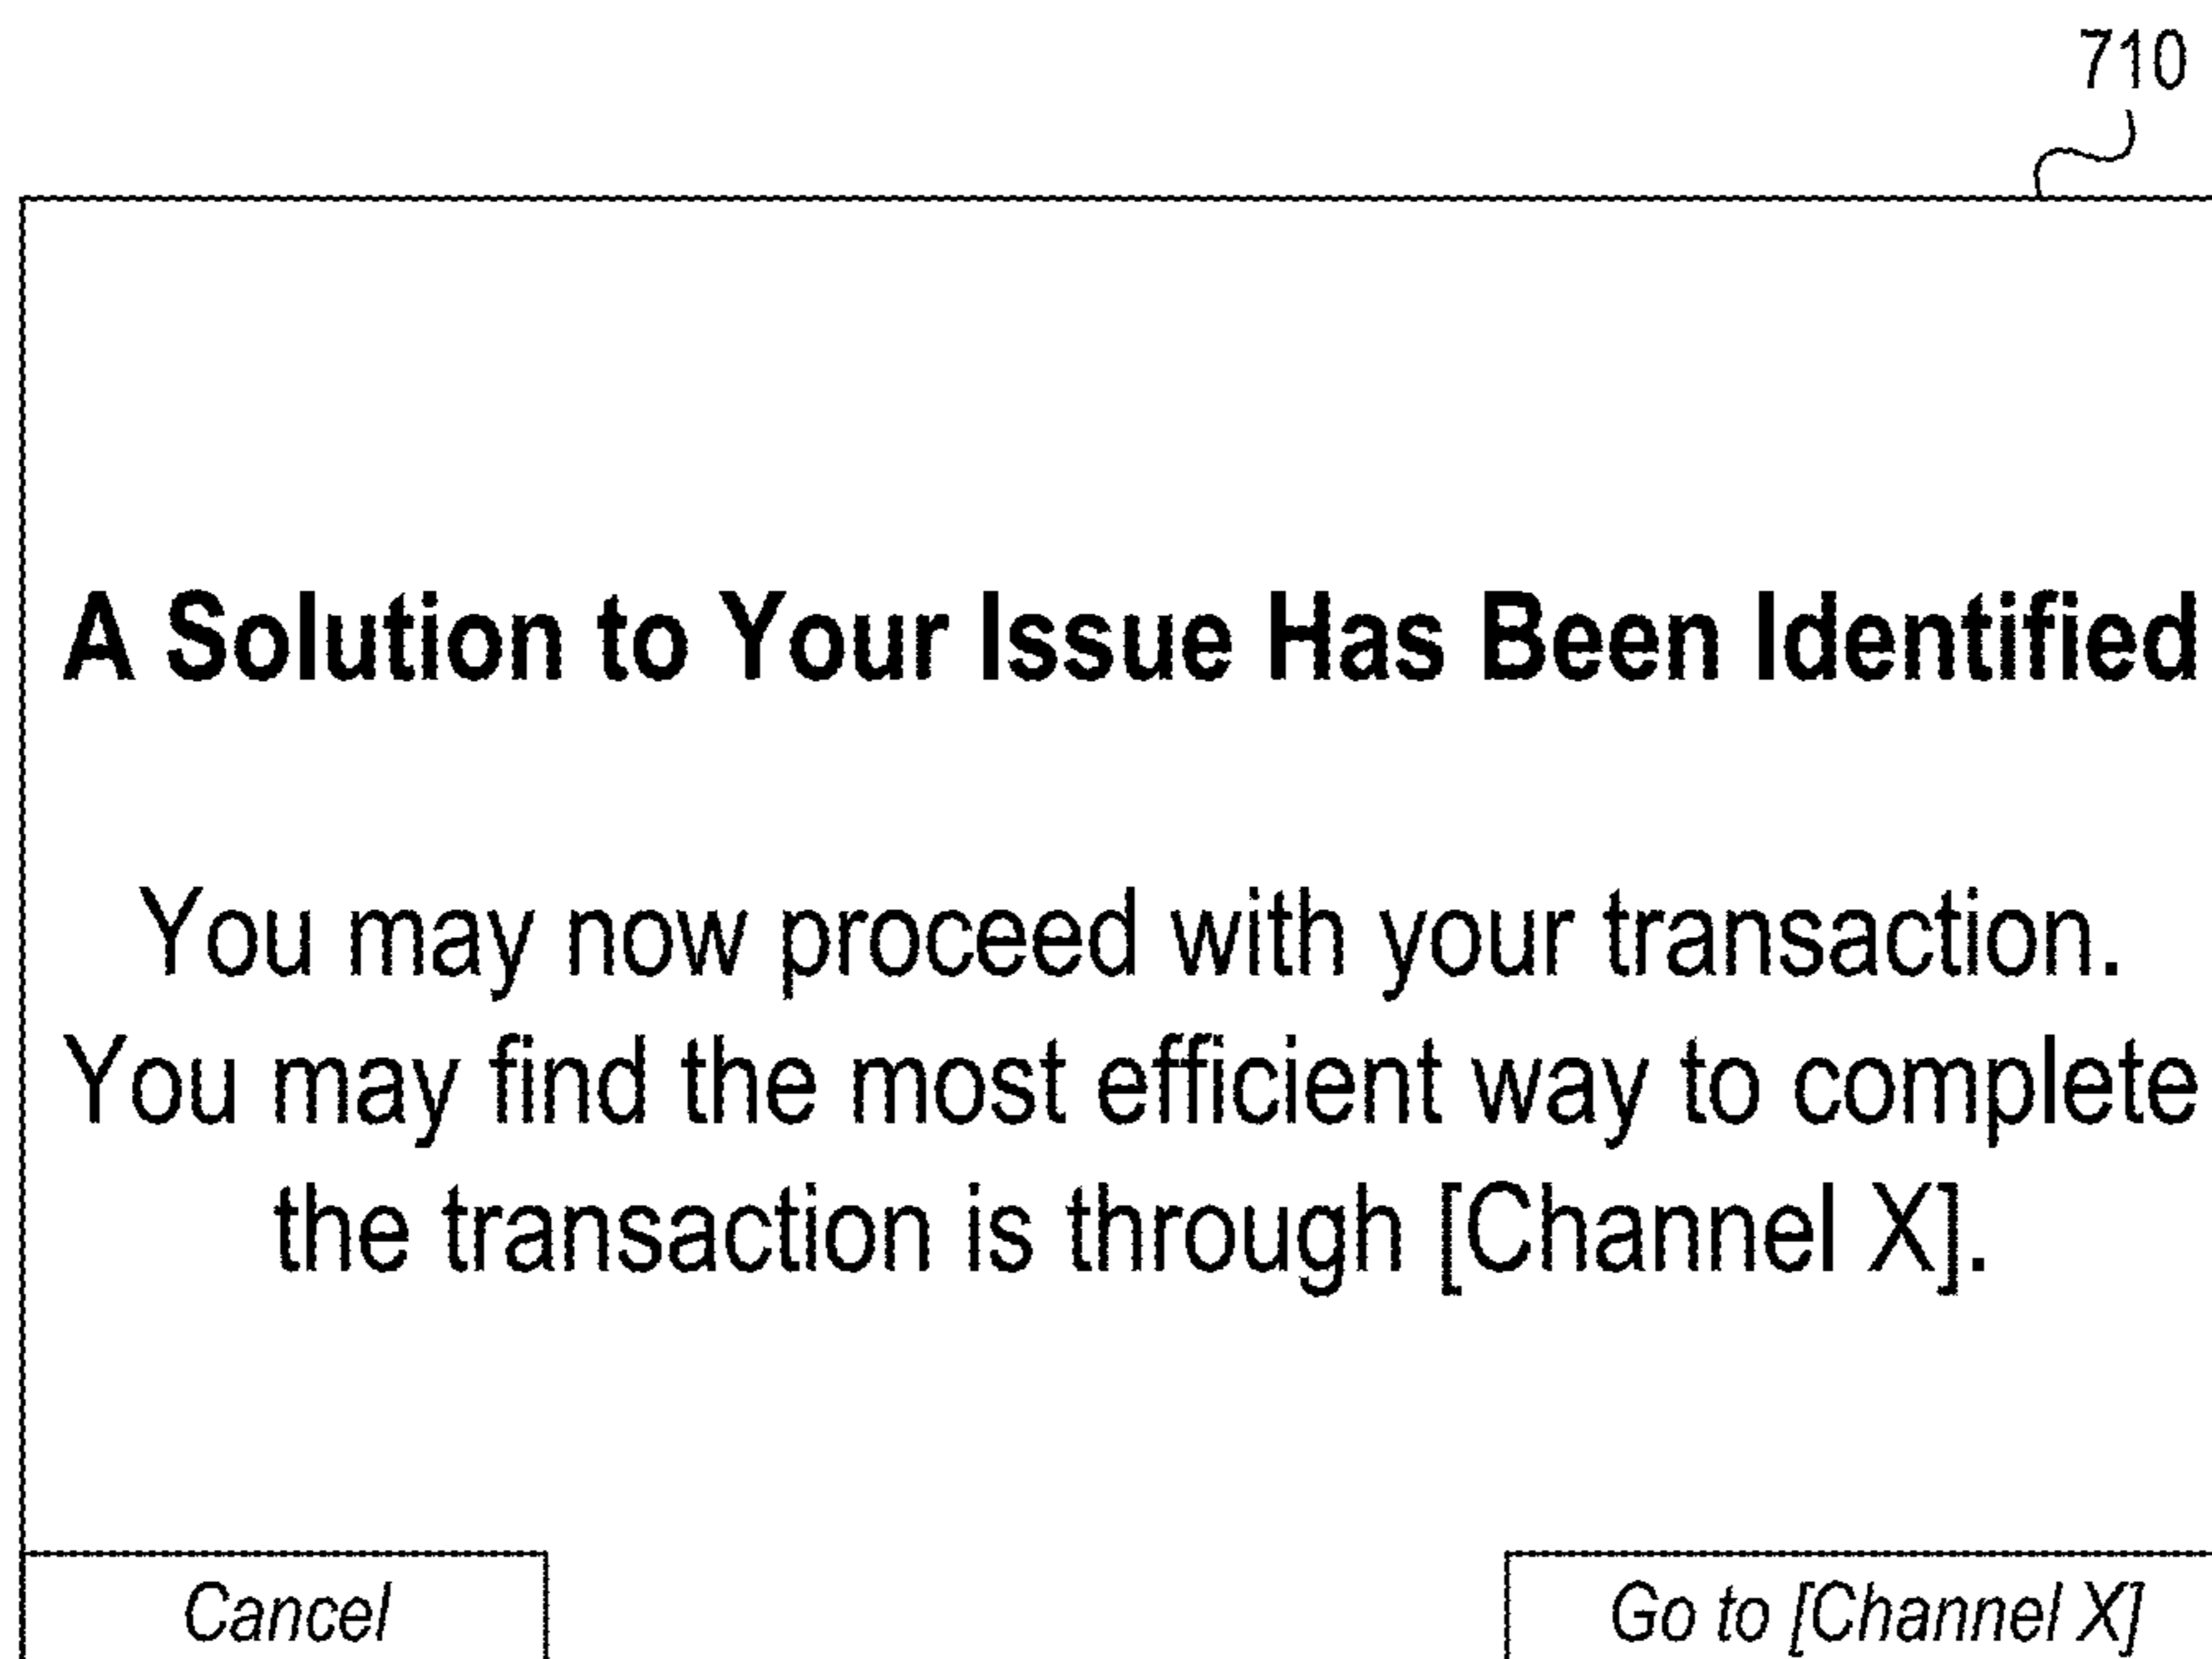 710
A Solution to Your Issue Has Been Identified
You may now proceed with your transaction.
You may find the most efficient way to complete
the transaction is through [Channel X].
Cancel
Go to [Channel X]